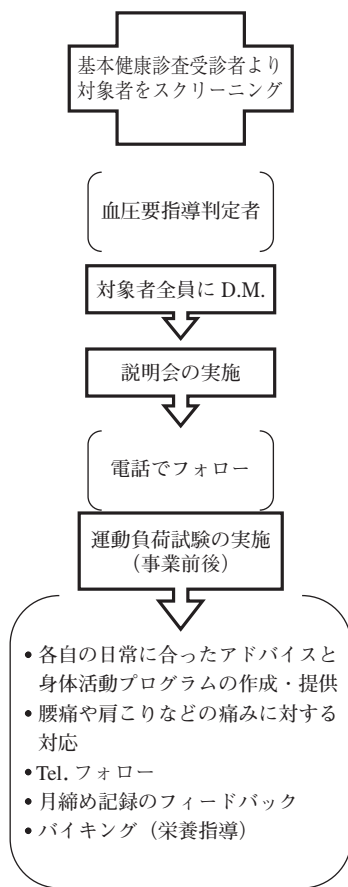 基本健康診査受診者より
対象者をスクリーニング
血圧要指導判定者
対象者全員に D.M.
説明会の実施
電話でフォロー
運動負荷試験の実施
（事業前後）
• 各自の日常に合ったアドバイスと
身体活動プログラムの作成・提供
• 腰痛や肩こりなどの痛みに対する
対応
• Tel. フォロー
• 月締め記録のフィードバック
• バイキング（栄養指導）